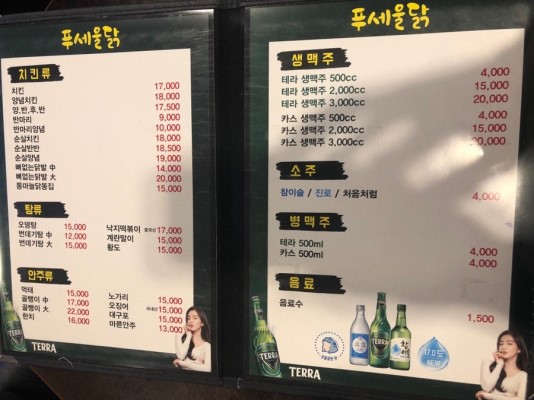 푸세울닭
치킨류
치킨 17,000
양념치킨 18,000
양,반,후,반 17,500
반마리 9,000
반마리양념 10,000
순살치킨 18,000
순살반반 18,500
순살양념 19,000
뼈없는닭발 中 14,000
뼈없는닭발 大 20,000
통마늘닭똥집 15,000
탕류
오뎅탕 15,000
번데기탕 中 12,000
번데기탕 大 15,000
낙지떡볶이 17,000
계란말이 15,000
황도 15,000
안주류
먹태 15,000
골뱅이 中 17,000
골뱅이 大 22,000
한치 16,000
노가리 15,000
오징어 15,000
대구포 15,000
마른안주 13,000
TERRA
푸세울닭
생맥주
테라 생맥주 500cc 4,000
테라 생맥주 2,000cc 15,000
테라 생맥주 3,000cc 20,000
카스 생맥주 500cc 4,000
카스 생맥주 2,000cc 15,000
카스 생맥주 3,000cc 20,000
소주
참이슬 / 진로 / 처음처럼 4,000
병맥주
테라 500ml 4,000
카스 500ml 4,000
음료
음료수 1,500
TERRA
17.0도
NEW
TERRA